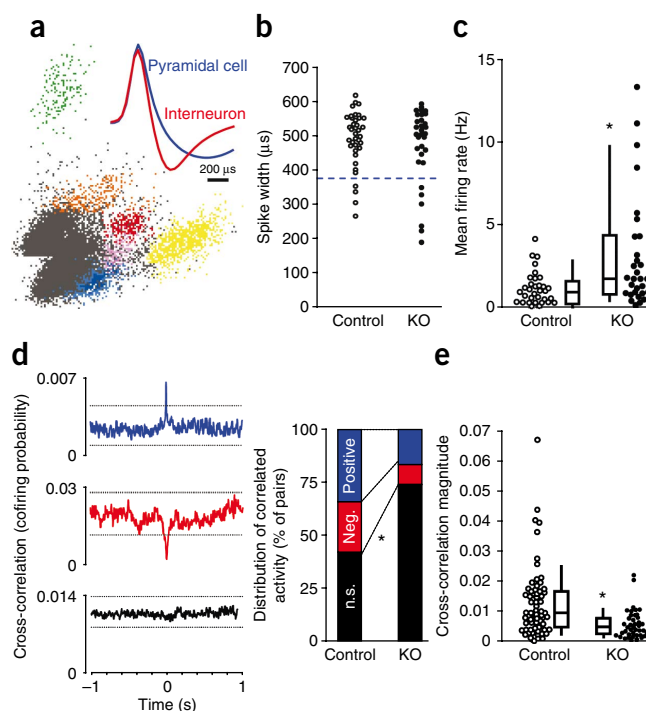 a
Pyramidal cell
Interneuron
200 μs
b
Spike width (μs)
700
600
500
400
300
200
100
0
Control
KO
c
Mean firing rate (Hz)
15
10
5
0
*
Control
KO
d
Cross-correlation (cofiring probability)
0.007
0
0.03
0
0.014
0
−1
0
1
Time (s)
Distribution of correlated
activity (% of pairs)
100
75
50
25
0
Positive
Neg.
n.s.
*
Control
KO
e
Cross-correlation magnitude
0.07
0.06
0.05
0.04
0.03
0.02
0.01
0
*
Control
KO